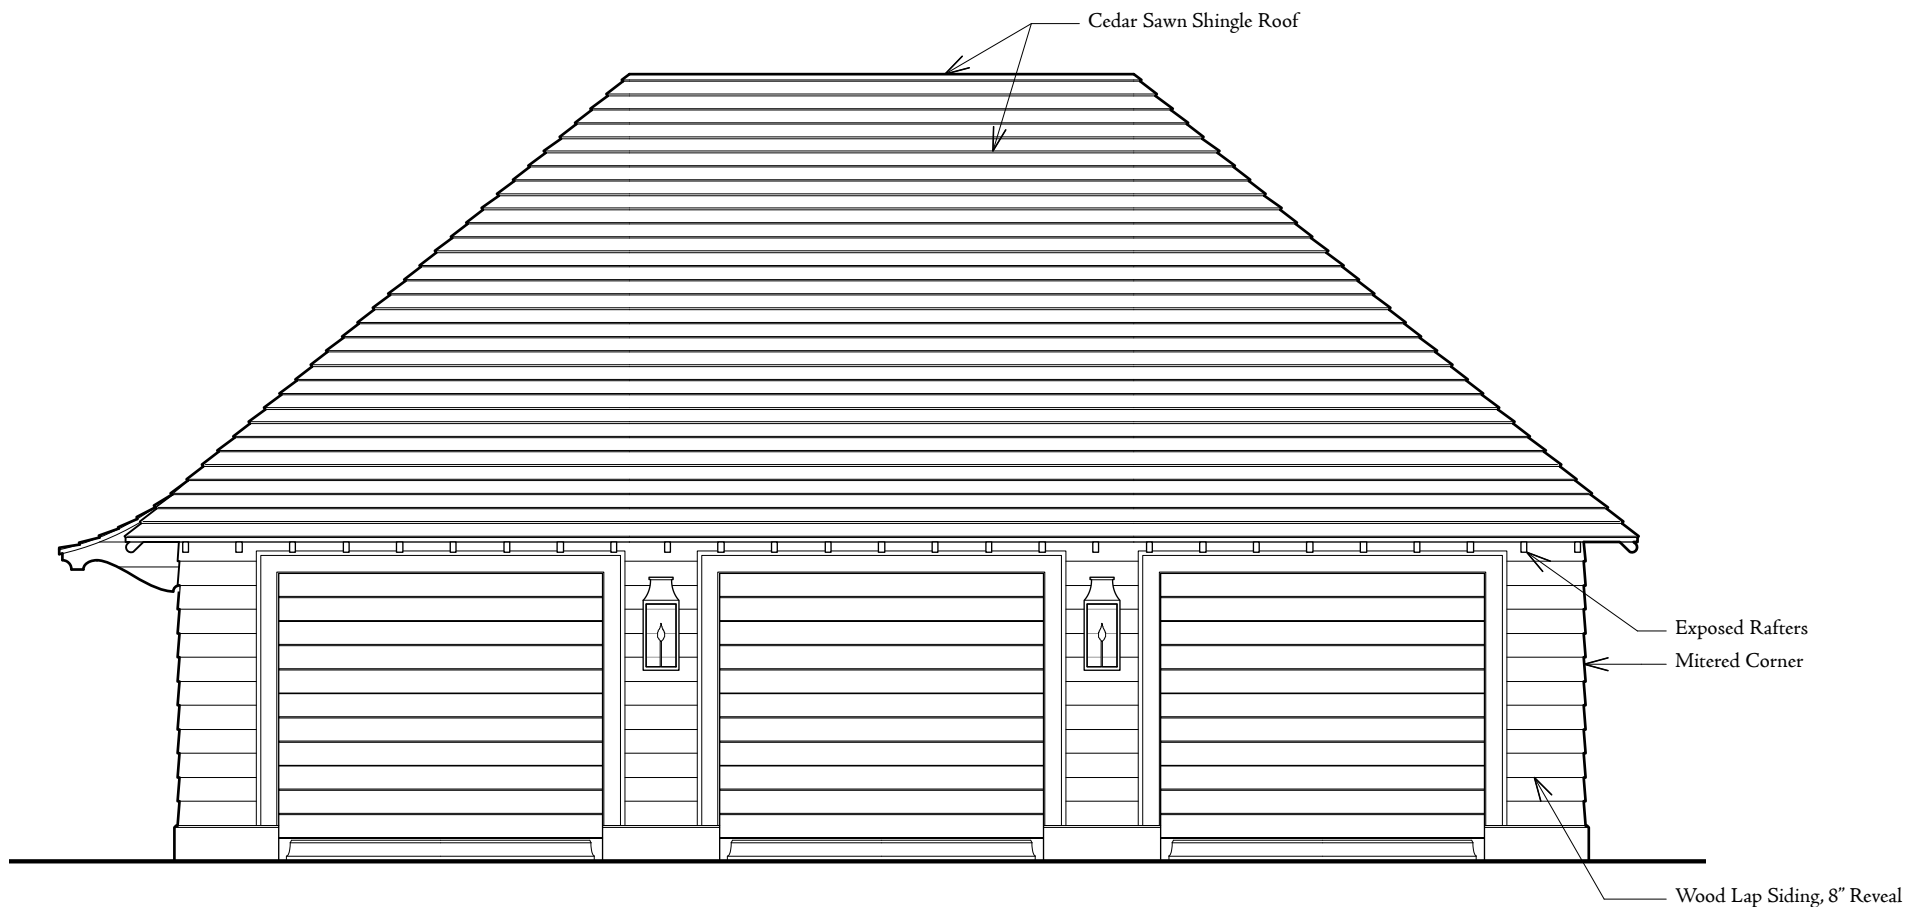 Cedar Sawn Shingle Roof
Exposed Rafters
Mitered Corner
Wood Lap Siding, 8” Reveal